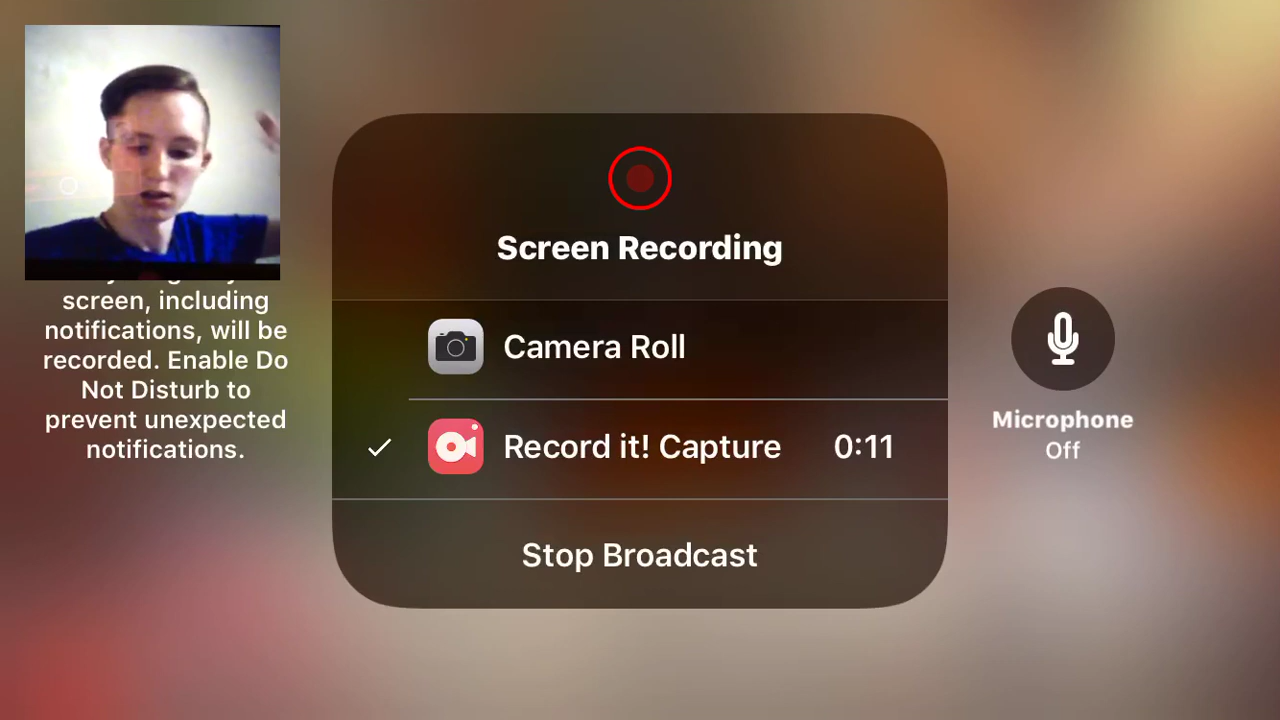 screen, including
notifications, will be
recorded. Enable Do
Not Disturb to
prevent unexpected
notifications.
Screen Recording
Camera Roll
Record it! Capture 0:11
Stop Broadcast
Microphone
Off